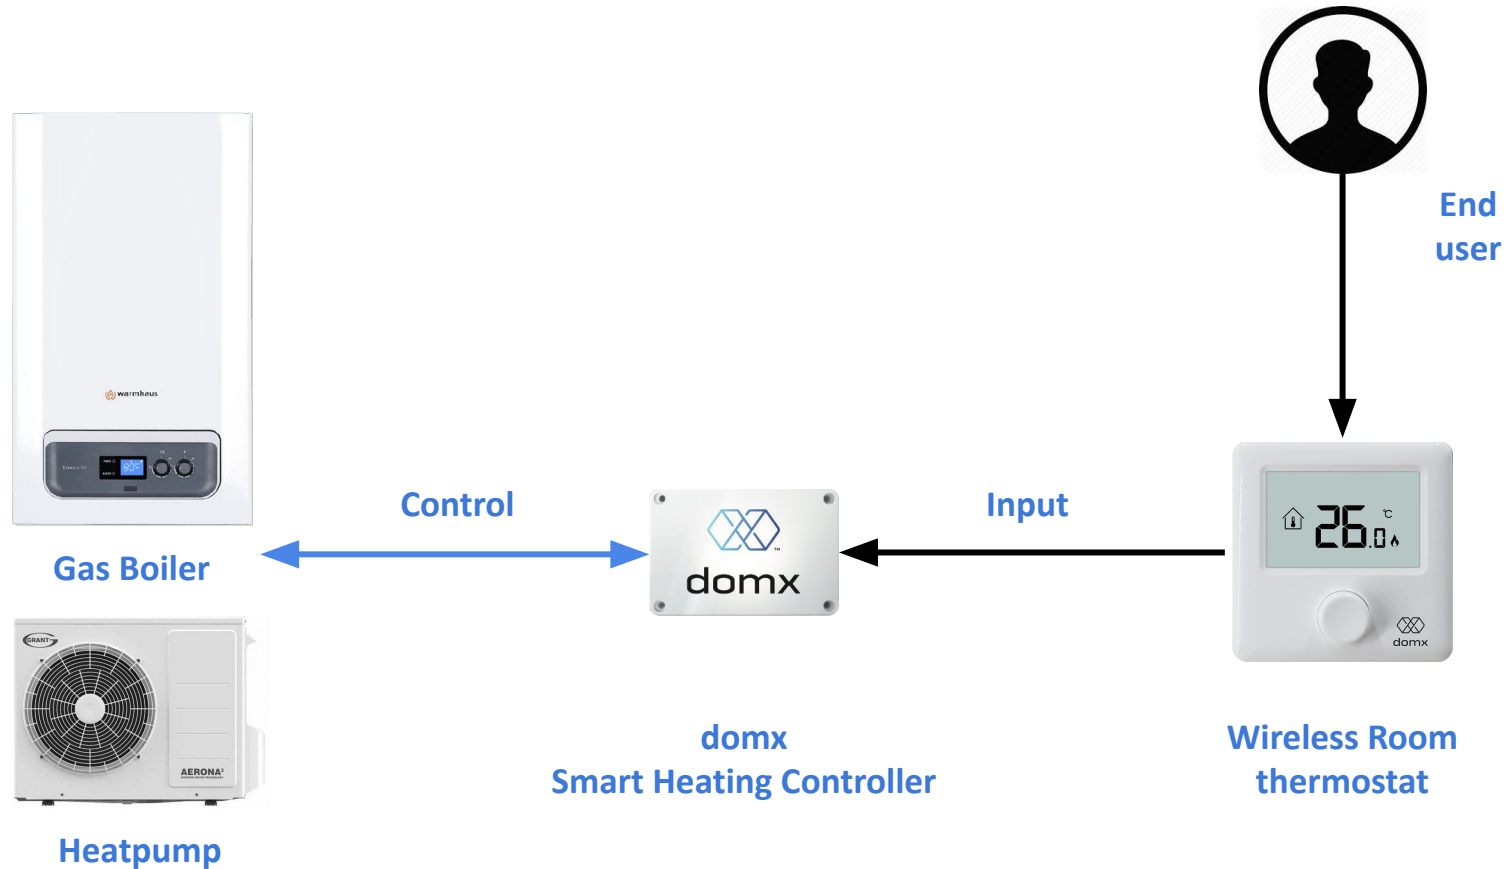 End
user
warmhaus
Control
Input
26.0 °C
domx
domx
Gas Boiler
GRANT
AERONA³
domx
Smart Heating Controller
Wireless Room
thermostat
Heatpump